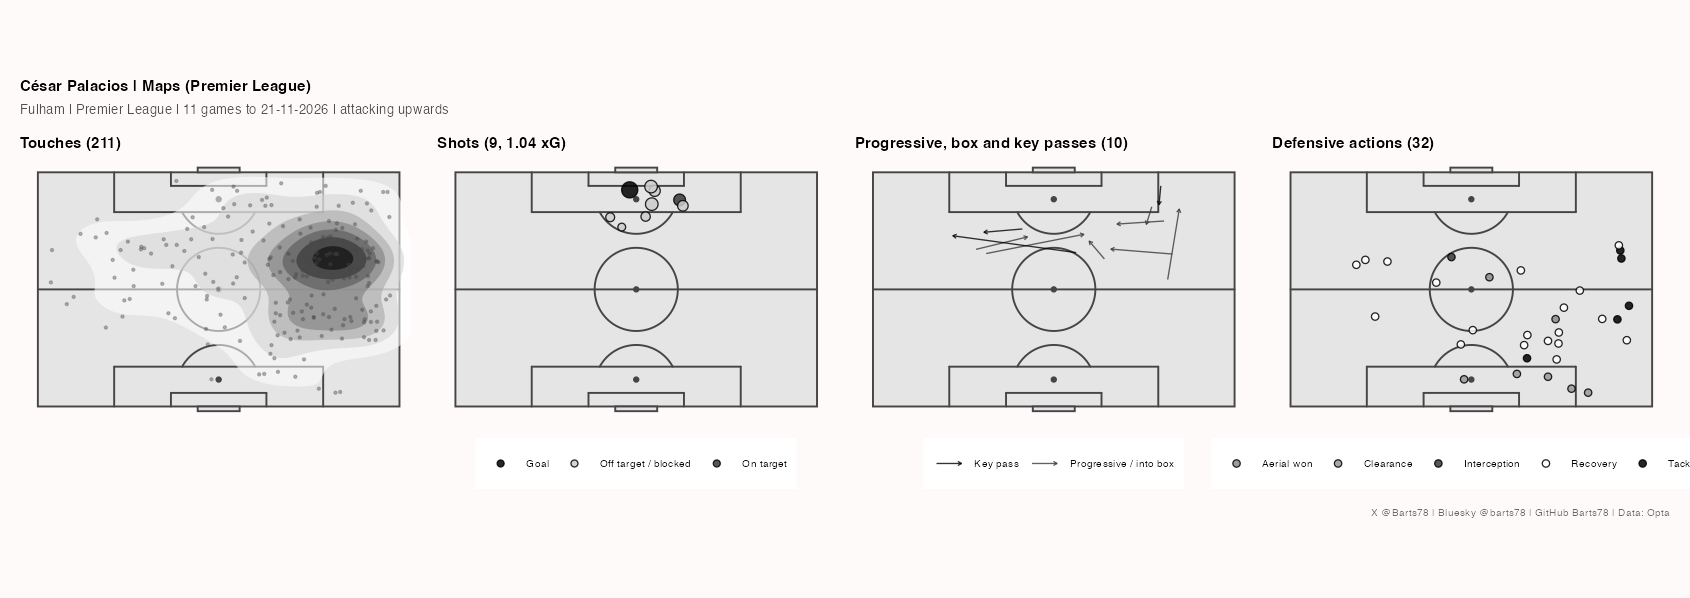 César Palacios | Maps (Premier League)
Fulham | Premier League | 11 games to 21-11-2026 | attacking upwards
Touches (211)
Shots (9, 1.04 xG)
Progressive, box and key passes (10)
Defensive actions (32)
Goal
Off target / blocked
On target
Key pass
Progressive / into box
Aerial won
Clearance
Interception
Recovery
Tack
X @Barts78 | Bluesky @barts78 | GitHub Barts78 | Data: Opta